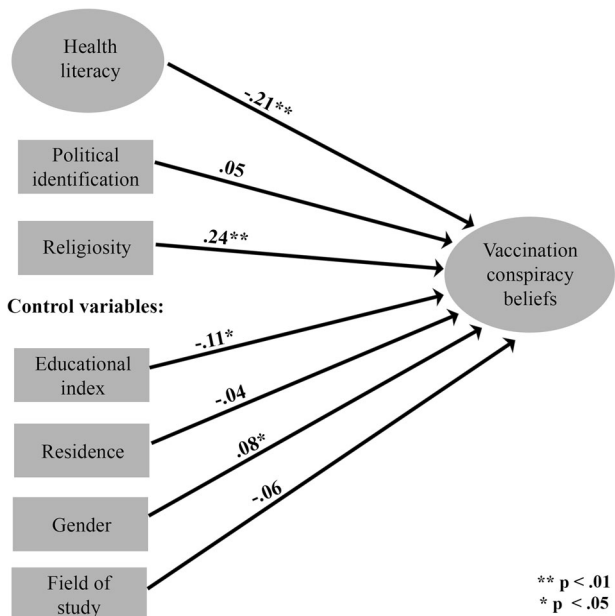 Health
literacy
-.21**
Political
identification
.05
Religiosity
.24**
Vaccination
conspiracy
beliefs
Control variables:
Educational
index
-.11*
Residence
-.04
Gender
.08*
Field of
study
-.06
** p < .01
* p < .05